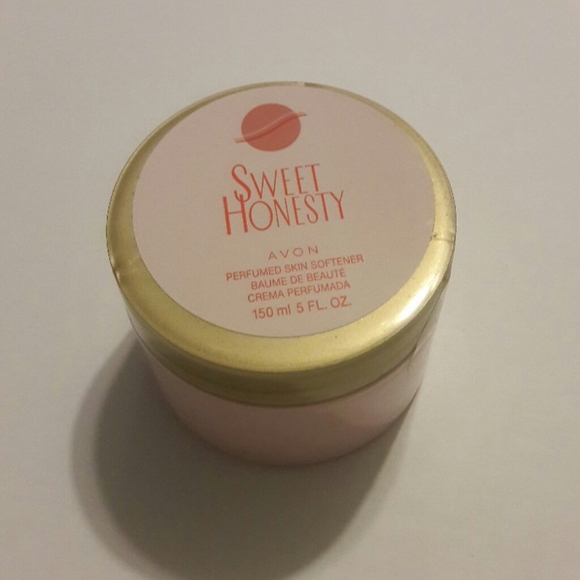 SWEET
HONESTY
AVON
PERFUMED SKIN SOFTENER
BAUME DE BEAUTÉ
CREMA PERFUMADA
150 ml 5 FL. OZ.